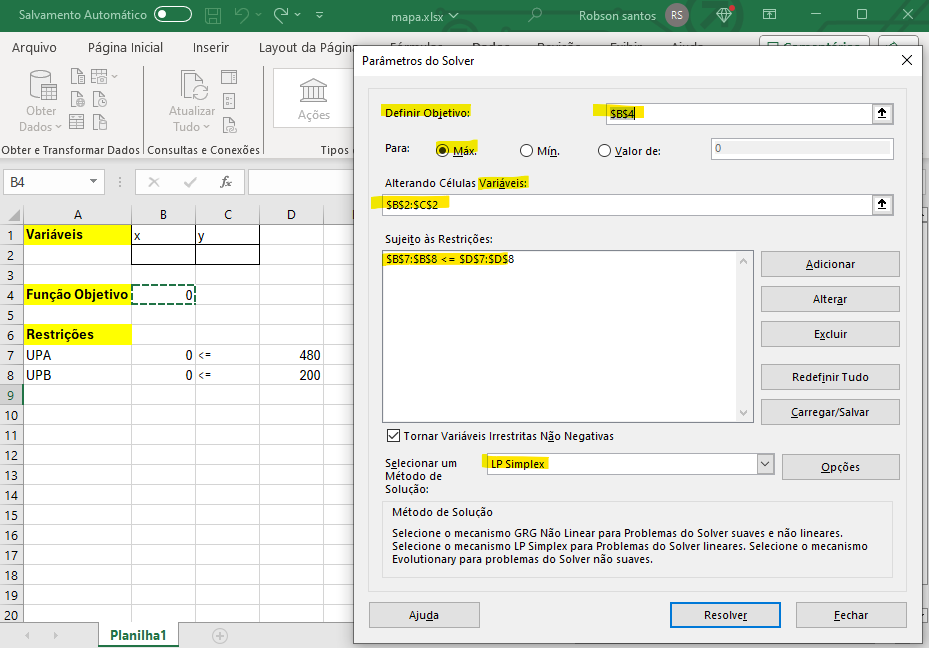 Salvamento Automático
mapa.xlsx
Robson santos
RS
Arquivo
Página Inicial
Inserir
Layout da Página
Fórmulas
Dados
Revisão
Exibir
Ajuda
Comentários
Obter
Dados
Atualizar
Tudo
Ações
Obter e Transformar Dados
Consultas e Conexões
Tipos
B4
fx
A B C D
1 Variáveis x y
2
3
4 Função Objetivo 0
5
6 Restrições
7 UPA 0 <= 480
8 UPB 0 <= 200
9
10
11
12
13
14
15
16
17
18
19
20
Planilha1
Parâmetros do Solver
Definir Objetivo: $B$4
Para: Máx. Mín. Valor de: 0
Alterando Células Variáveis:
$B$2:$C$2
Sujeito às Restrições:
$B$7:$B$8 <= $D$7:$D$8
Adicionar
Alterar
Excluir
Redefinir Tudo
Carregar/Salvar
Tornar Variáveis Irrestritas Não Negativas
Selecionar um
Método de
Solução:
LP Simplex
Opções
Método de Solução
Selecione o mecanismo GRG Não Linear para Problemas do Solver suaves e não lineares.
Selecione o mecanismo LP Simplex para Problemas do Solver lineares. Selecione o mecanismo
Evolutionary para problemas do Solver não suaves.
Ajuda
Resolver
Fechar